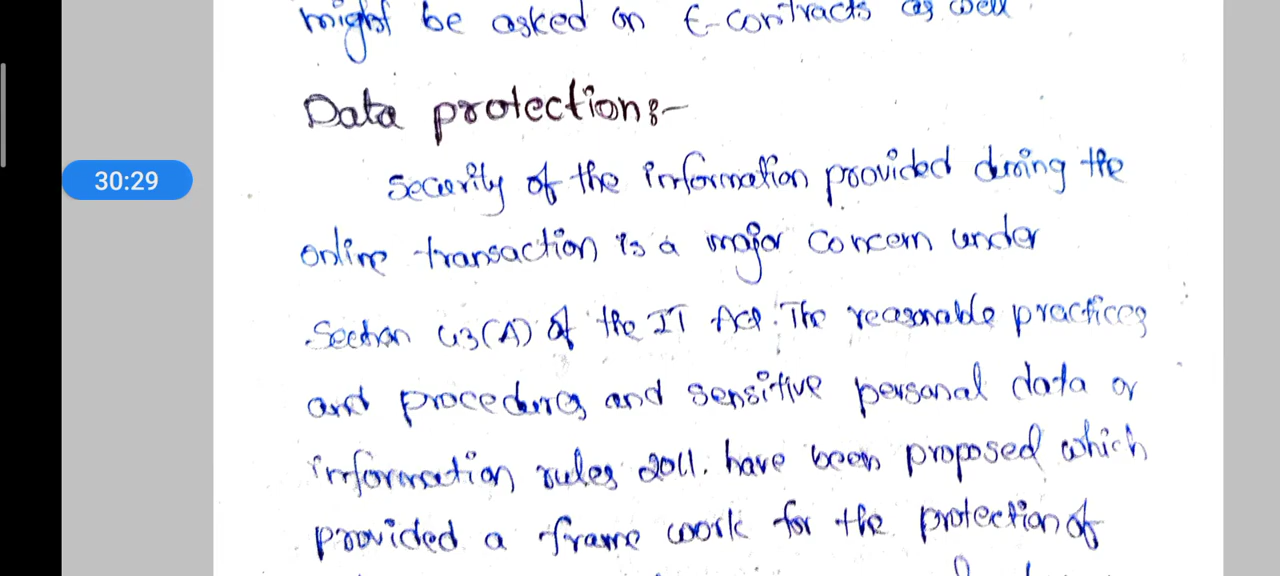 might be asked on E-contracts as well
Data protection:-
30:29
security of the information provided during the
online transaction is a major concern under
Section 43(A) of the IT Act. The reasonable practices
and procedures and sensitive personal data or
information rules 2011. have been proposed which
provided a frame work for the protection of